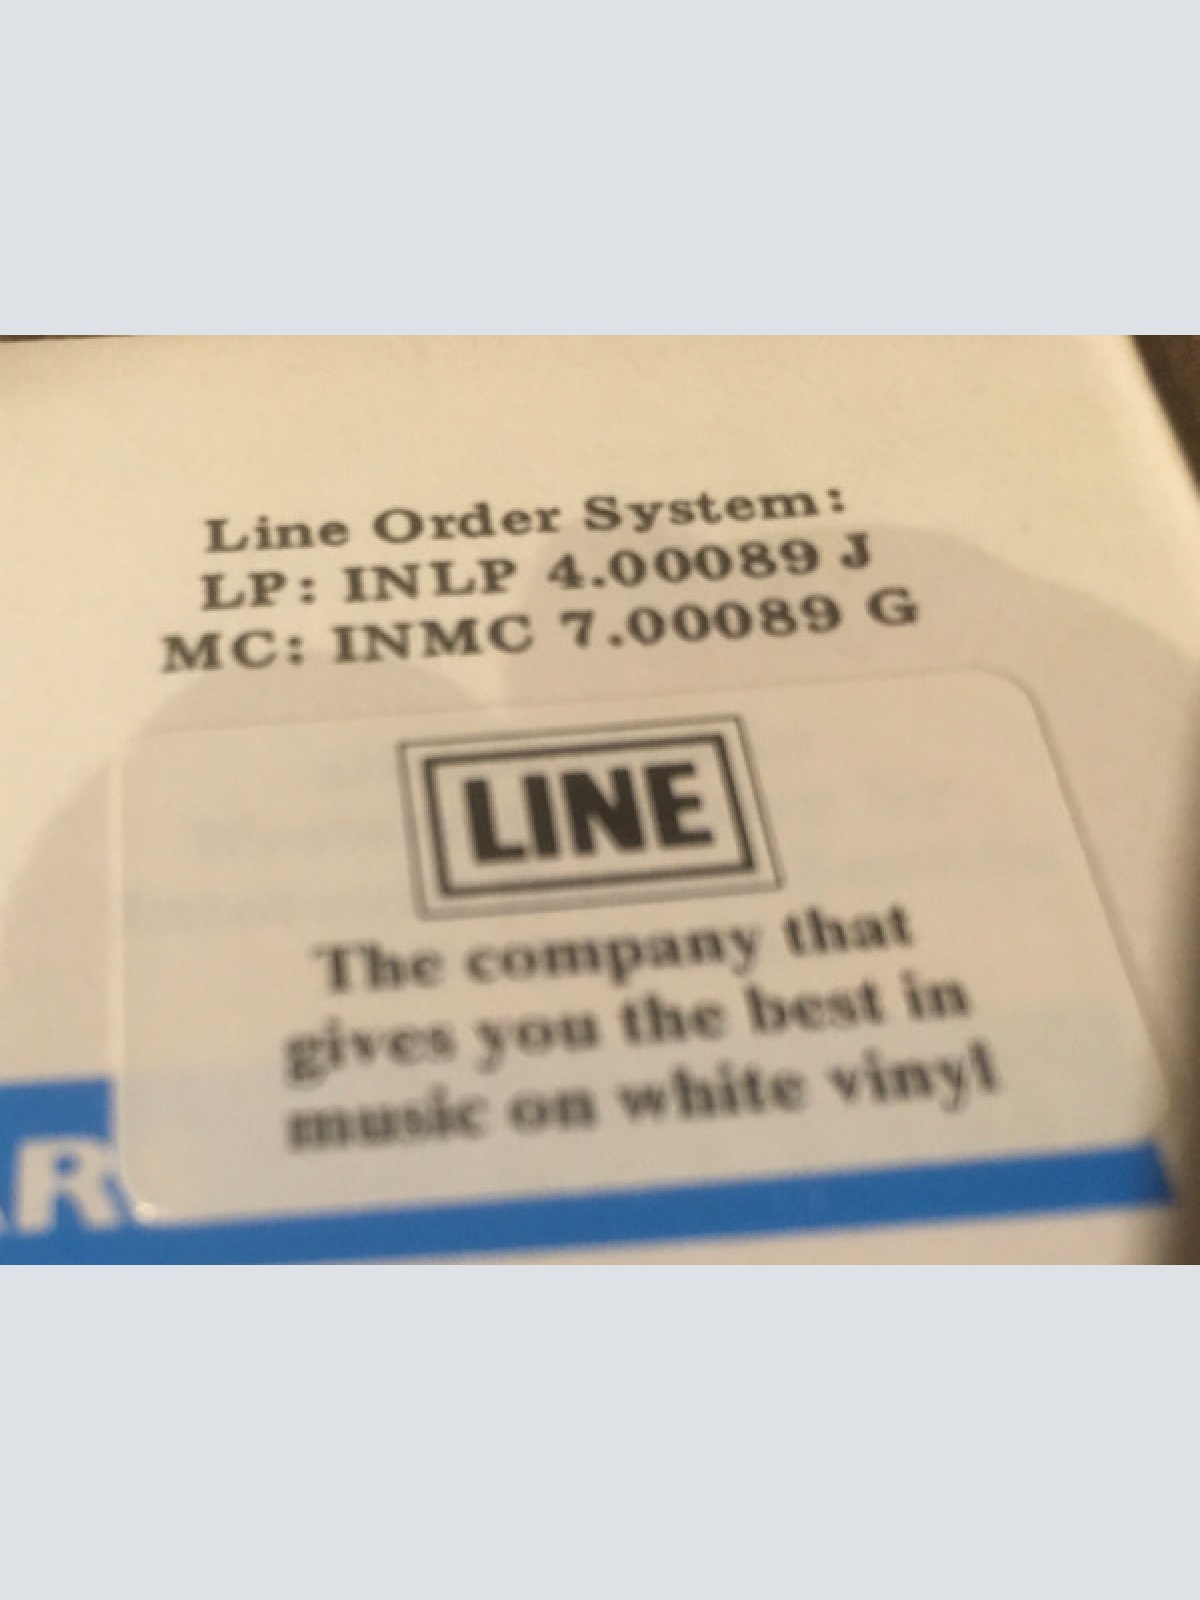 Line Order System:
LP: INLP 4.00089 J
MC: INMC 7.00089 G
LINE
The company that
gives you the best in
music on white vinyl